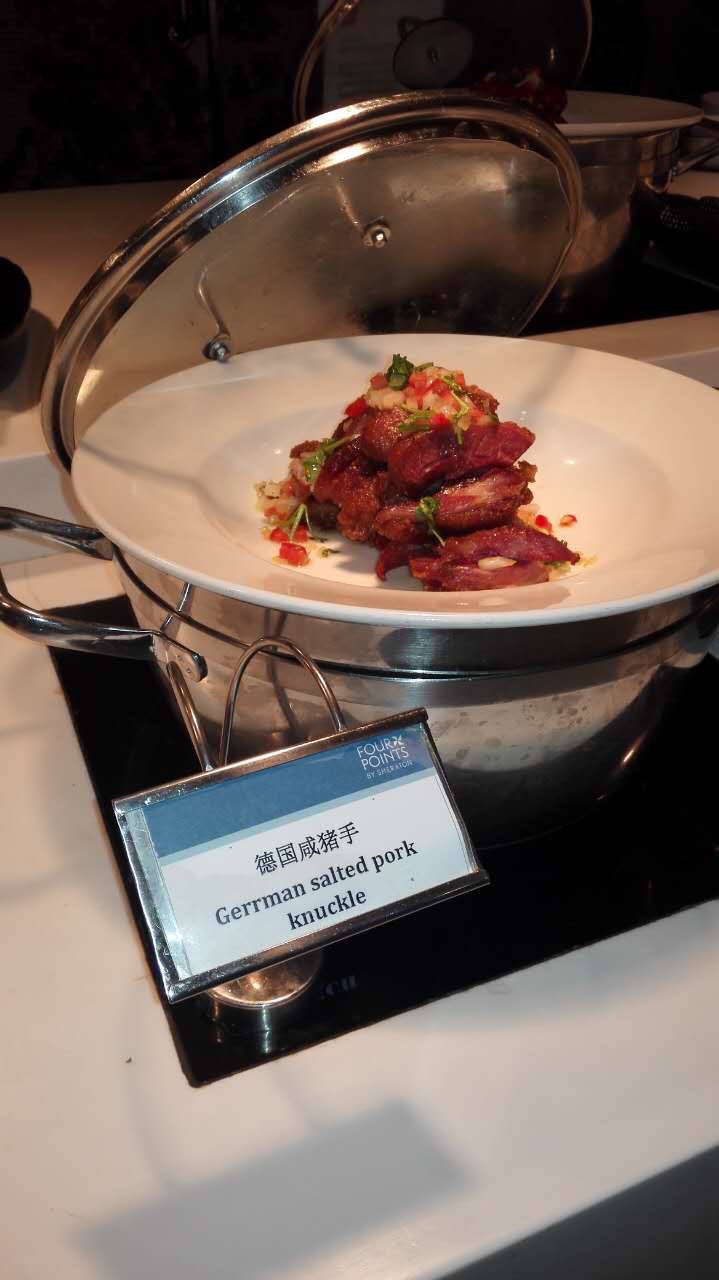 FOUR POINTS
BY SHERATON
德国咸猪手
Gerrman salted pork
knuckle